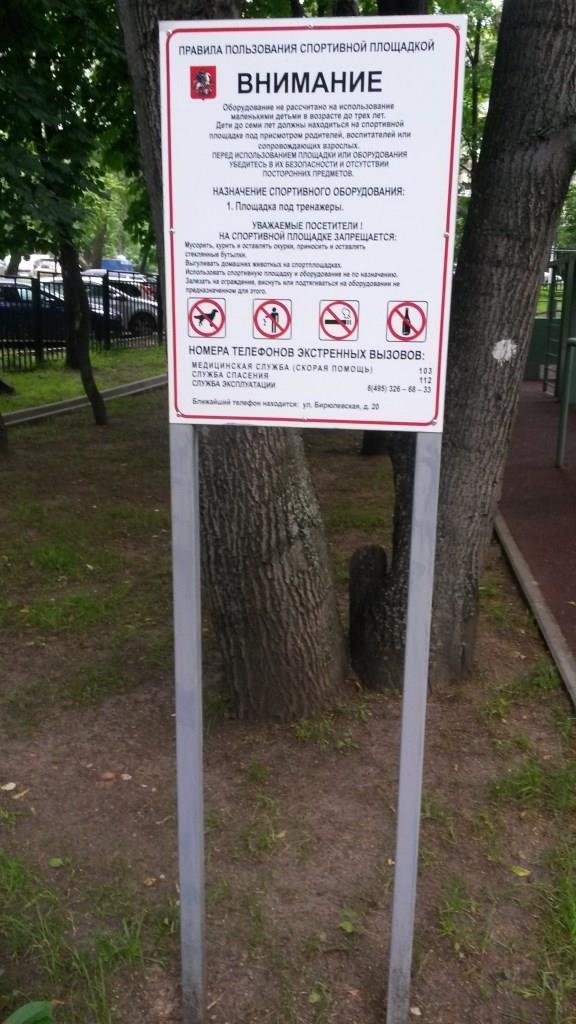 ПРАВИЛА ПОЛЬЗОВАНИЯ СПОРТИВНОЙ ПЛОЩАДКОЙ
ВНИМАНИЕ
Оборудование не рассчитано на использование
маленькими детьми в возрасте до трех лет.
Дети до семи лет должны находиться на спортивной
площадке под присмотром родителей, воспитателей или
сопровождающих взрослых.
ПЕРЕД ИСПОЛЬЗОВАНИЕМ ПЛОЩАДКИ ИЛИ ОБОРУДОВАНИЯ
УБЕДИТЕСЬ В ИХ БЕЗОПАСНОСТИ И ОТСУТСТВИИ
ПОСТОРОННИХ ПРЕДМЕТОВ.
НАЗНАЧЕНИЕ СПОРТИВНОГО ОБОРУДОВАНИЯ:
1. Площадка под тренажеры.
УВАЖАЕМЫЕ ПОСЕТИТЕЛИ !
НА СПОРТИВНОЙ ПЛОЩАДКЕ ЗАПРЕЩАЕТСЯ:
Мусорить, курить и оставлять окурки, приносить и оставлять
стеклянные бутылки.
Выгуливать домашних животных на спортплощадках.
Использовать спортивную площадку и оборудование не по назначению.
Залезать на ограждение, виснуть или подтягиваться на оборудовании не
предназначенном для этого.
НОМЕРА ТЕЛЕФОНОВ ЭКСТРЕННЫХ ВЫЗОВОВ:
МЕДИЦИНСКАЯ СЛУЖБА (СКОРАЯ ПОМОЩЬ) 103
СЛУЖБА СПАСЕНИЯ 112
СЛУЖБА ЭКСПЛУАТАЦИИ 8(495) 326 – 68 – 33
Ближайший телефон находится: ул. Бирюлевская, д. 20